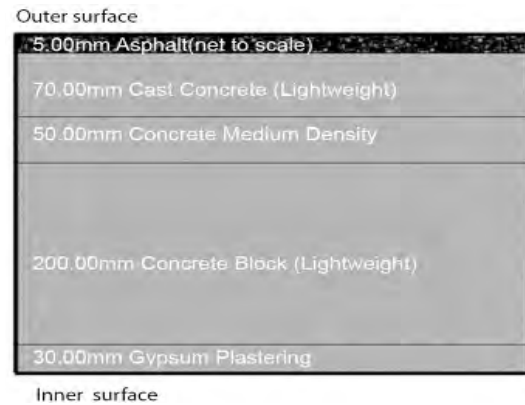 Outer surface
5.00mm Asphalt(net to scale)
70.00mm Cast Concrete (Lightweight)
50.00mm Concrete Medium Density
200.00mm Concrete Block (Lightweight)
30.00mm Gypsum Plastering
Inner surface